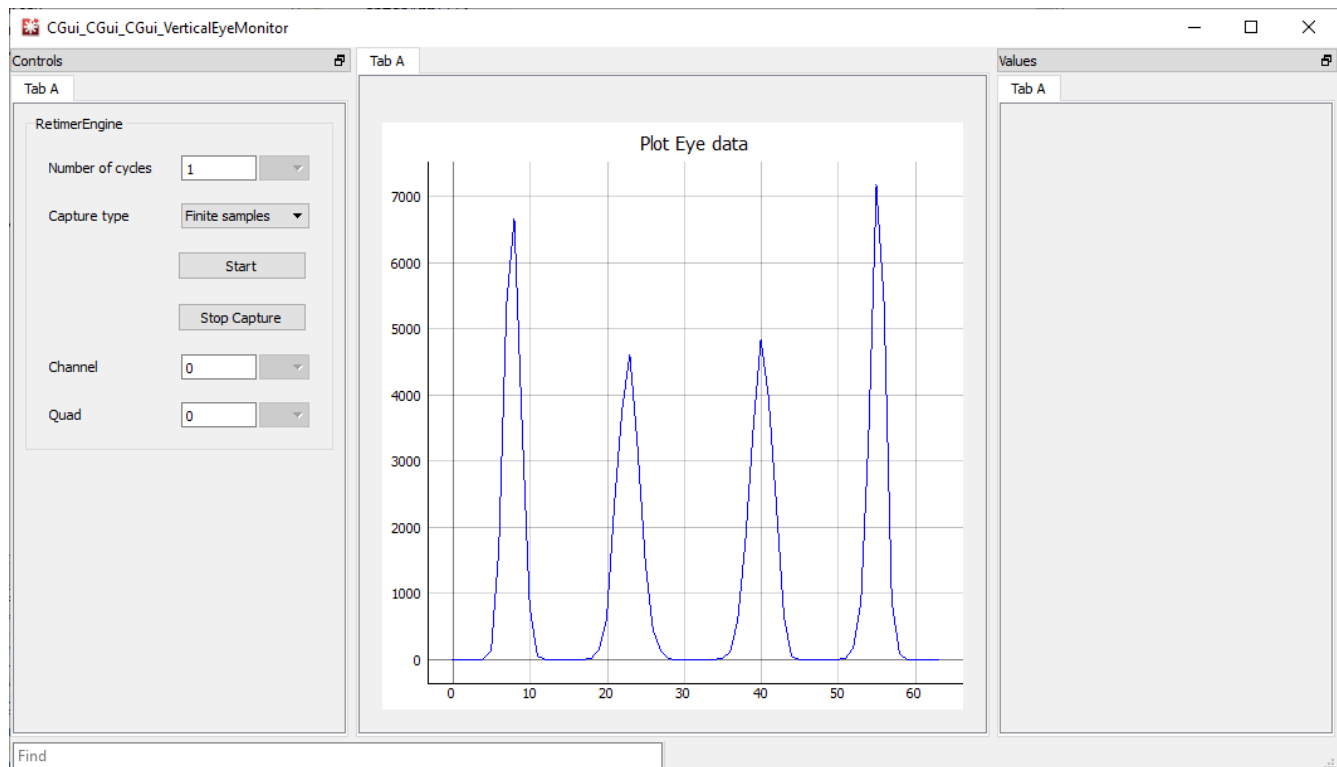 CGui_CGui_CGui_VerticalEyeMonitor
Controls
Tab A
RetimerEngine
Number of cycles 1
Capture type Finite samples
Start
Stop Capture
Channel 0
Quad 0
Tab A
Plot Eye data
7000
6000
5000
4000
3000
2000
1000
0
0 10 20 30 40 50 60
Values
Tab A
Find